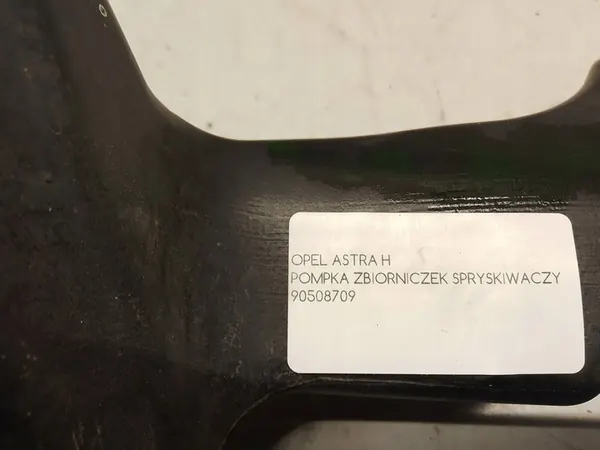 OPEL ASTRA H
POMPKA ZBIORNICZEK SPRYSKIWACZY
90508709